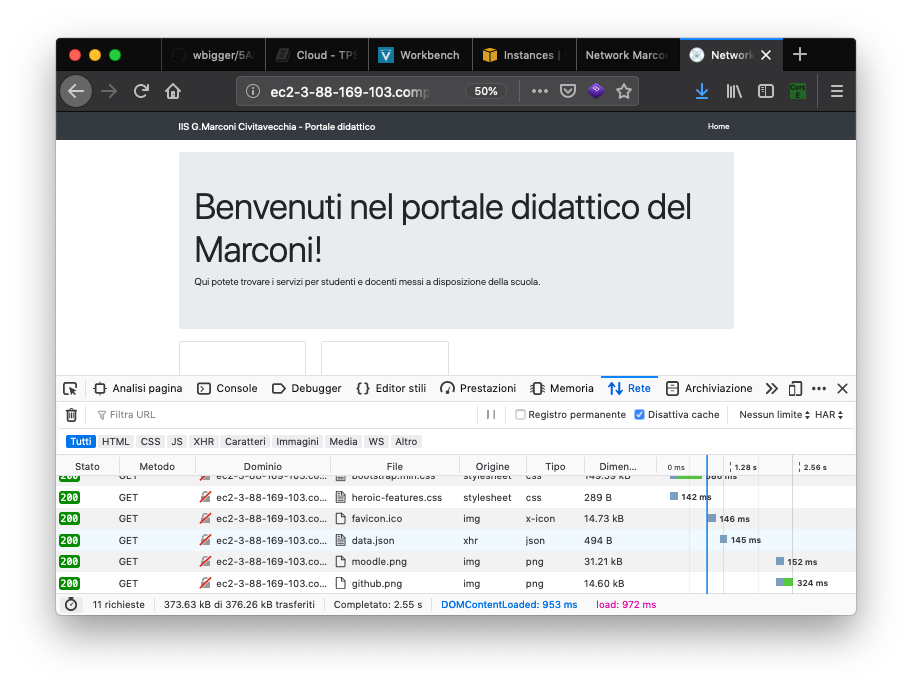 wbigger/5A
Cloud - TPS
Workbench
Instances |
Network Marcon
Network
ec2-3-88-169-103.comp
50%
IIS G.Marconi Civitavecchia - Portale didattico
Home
Benvenuti nel portale didattico del
Marconi!
Qui potete trovare i servizi per studenti e docenti messi a disposizione della scuola.
Analisi pagina
Console
Debugger
Editor stili
Prestazioni
Memoria
Rete
Archiviazione
Filtra URL
Registro permanente
Disattiva cache
Nessun limite
HAR
Tutti HTML CSS JS XHR Caratteri Immagini Media WS Altro
Stato Metodo Dominio File Origine Tipo Dimen... 0 ms 1.28 s 2.56 s
200 GET ec2-3-88-169-103.co... bootstrap.min.css stylesheet css
200 GET ec2-3-88-169-103.co... heroic-features.css stylesheet css 289 B 142 ms
200 GET ec2-3-88-169-103.co... favicon.ico img x-icon 14.73 kB 146 ms
200 GET ec2-3-88-169-103.co... data.json xhr json 494 B 145 ms
200 GET ec2-3-88-169-103.co... moodle.png img png 31.21 kB 152 ms
200 GET ec2-3-88-169-103.co... github.png img png 14.60 kB 324 ms
11 richieste 373.63 kB di 376.26 kB trasferiti Completato: 2.55 s DOMContentLoaded: 953 ms load: 972 ms